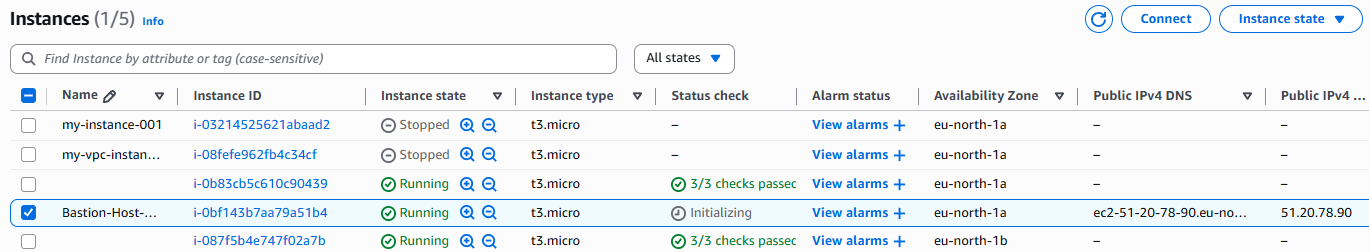 Instances (1/5) Info Connect Instance state
Find Instance by attribute or tag (case-sensitive) All states
Name Instance ID Instance state Instance type Status check Alarm status Availability Zone Public IPv4 DNS Public IPv4 ...
my-instance-001 i-03214525621abaad2 Stopped t3.micro – View alarms + eu-north-1a – –
my-vpc-instan... i-08fefe962fb4c34cf Stopped t3.micro – View alarms + eu-north-1a – –
i-0b83cb5c610c90439 Running t3.micro 3/3 checks passed View alarms + eu-north-1a – –
Bastion-Host-... i-0bf143b7aa79a51b4 Running t3.micro Initializing View alarms + eu-north-1a ec2-51-20-78-90.eu-no... 51.20.78.90
i-087f5b4e747f02a7b Running t3.micro 3/3 checks passed View alarms + eu-north-1b – –